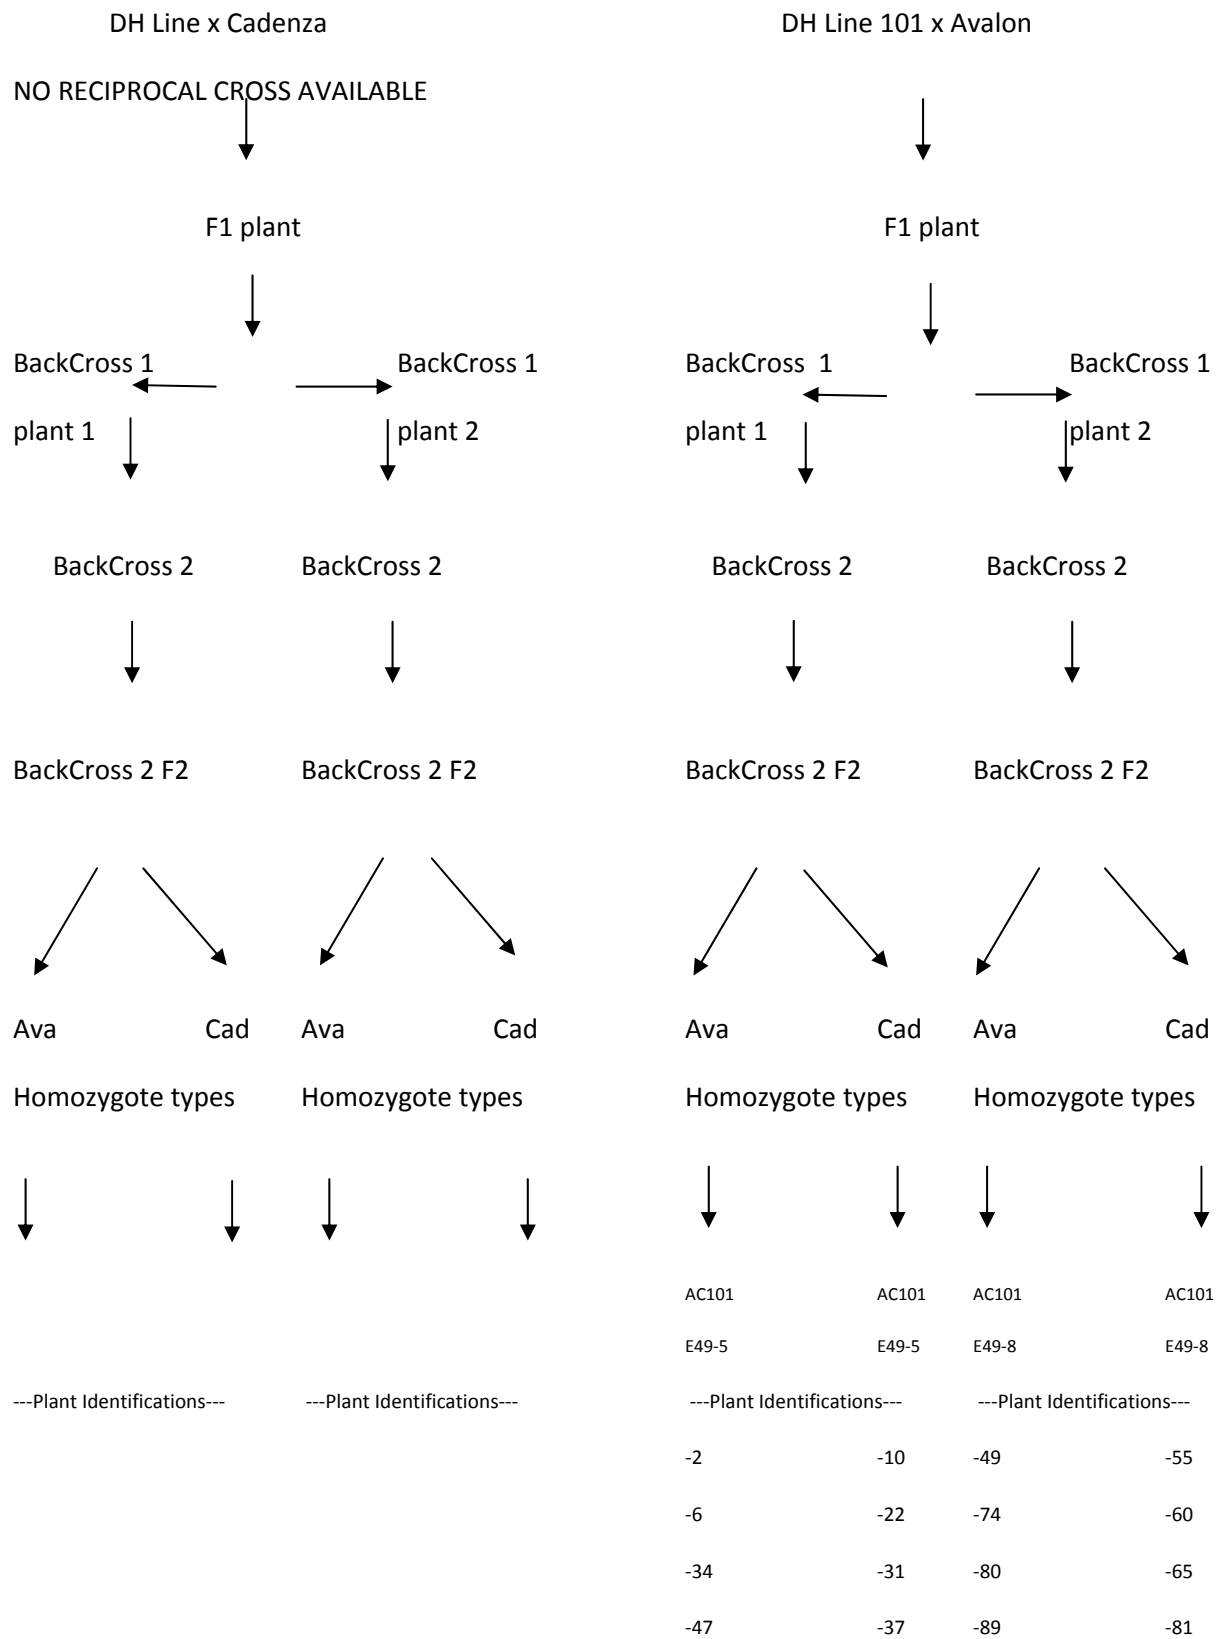 DH Line x Cadenza DH Line 101 x Avalon
NO RECIPROCAL CROSS AVAILABLE
F1 plant F1 plant
BackCross 1 BackCross 1 BackCross 1 BackCross 1
plant 1 plant 2 plant 1 plant 2
BackCross 2 BackCross 2 BackCross 2 BackCross 2
BackCross 2 F2 BackCross 2 F2 BackCross 2 F2 BackCross 2 F2
Ava Cad Ava Cad Ava Cad Ava Cad
Homozygote types Homozygote types Homozygote types Homozygote types
AC101 AC101 AC101 AC101
E49-5 E49-5 E49-8 E49-8
---Plant Identifications--- ---Plant Identifications--- ---Plant Identifications--- ---Plant Identifications---
-2 -10 -49 -55
-6 -22 -74 -60
-34 -31 -80 -65
-47 -37 -89 -81